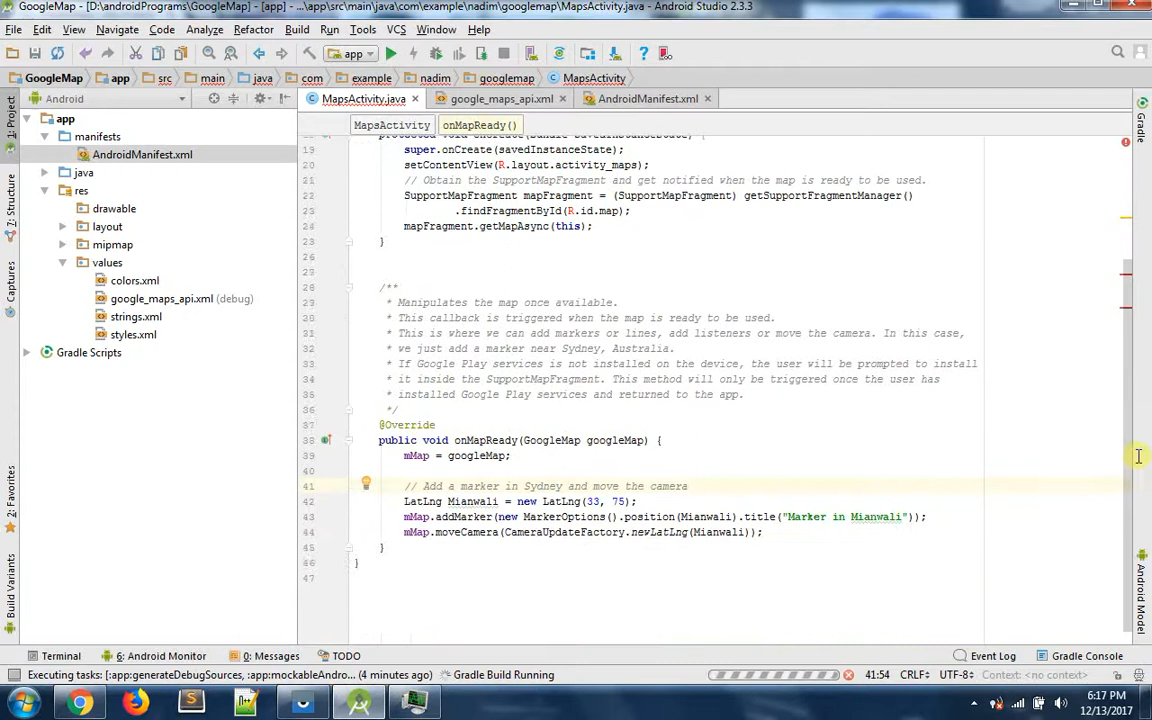 GoogleMap - [D:\androidPrograms\GoogleMap] - [app] - ...\app\src\main\java\com\example\nadim\googlemap\MapsActivity.java - Android Studio 2.3.3
File Edit View Navigate Code Analyze Refactor Build Run Tools VCS Window Help
app
GoogleMap app src main java com example nadim googlemap MapsActivity
Android
MapsActivity.java google_maps_api.xml AndroidManifest.xml
MapsActivity onMapReady()
1: Project
7: Structure
Captures
2: Favorites
Build Variants
app
manifests
AndroidManifest.xml
java
res
drawable
layout
mipmap
values
colors.xml
google_maps_api.xml (debug)
strings.xml
styles.xml
Gradle Scripts
19 super.onCreate(savedInstanceState);
20 setContentView(R.layout.activity_maps);
21 // Obtain the SupportMapFragment and get notified when the map is ready to be used.
22 SupportMapFragment mapFragment = (SupportMapFragment) getSupportFragmentManager()
23 .findFragmentById(R.id.map);
24 mapFragment.getMapAsync(this);
}
26
27
28 /**
29 * Manipulates the map once available.
30 * This callback is triggered when the map is ready to be used.
31 * This is where we can add markers or lines, add listeners or move the camera. In this case,
32 * we just add a marker near Sydney, Australia.
33 * If Google Play services is not installed on the device, the user will be prompted to install
34 * it inside the SupportMapFragment. This method will only be triggered once the user has
35 * installed Google Play services and returned to the app.
36 */
37 @Override
38 public void onMapReady(GoogleMap googleMap) {
39 mMap = googleMap;
40
41 // Add a marker in Sydney and move the camera
42 LatLng Mianwali = new LatLng(33, 75);
43 mMap.addMarker(new MarkerOptions().position(Mianwali).title("Marker in Mianwali"));
44 mMap.moveCamera(CameraUpdateFactory.newLatLng(Mianwali));
45 }
46 }
47
Gradle
Android Model
Terminal 6: Android Monitor 0: Messages TODO Event Log Gradle Console
Executing tasks: [:app:generateDebugSources, :app:mockableAndro... (4 minutes ago) Gradle Build Running 41:54 CRLF UTF-8 Context: <no context>
6:17 PM
12/13/2017